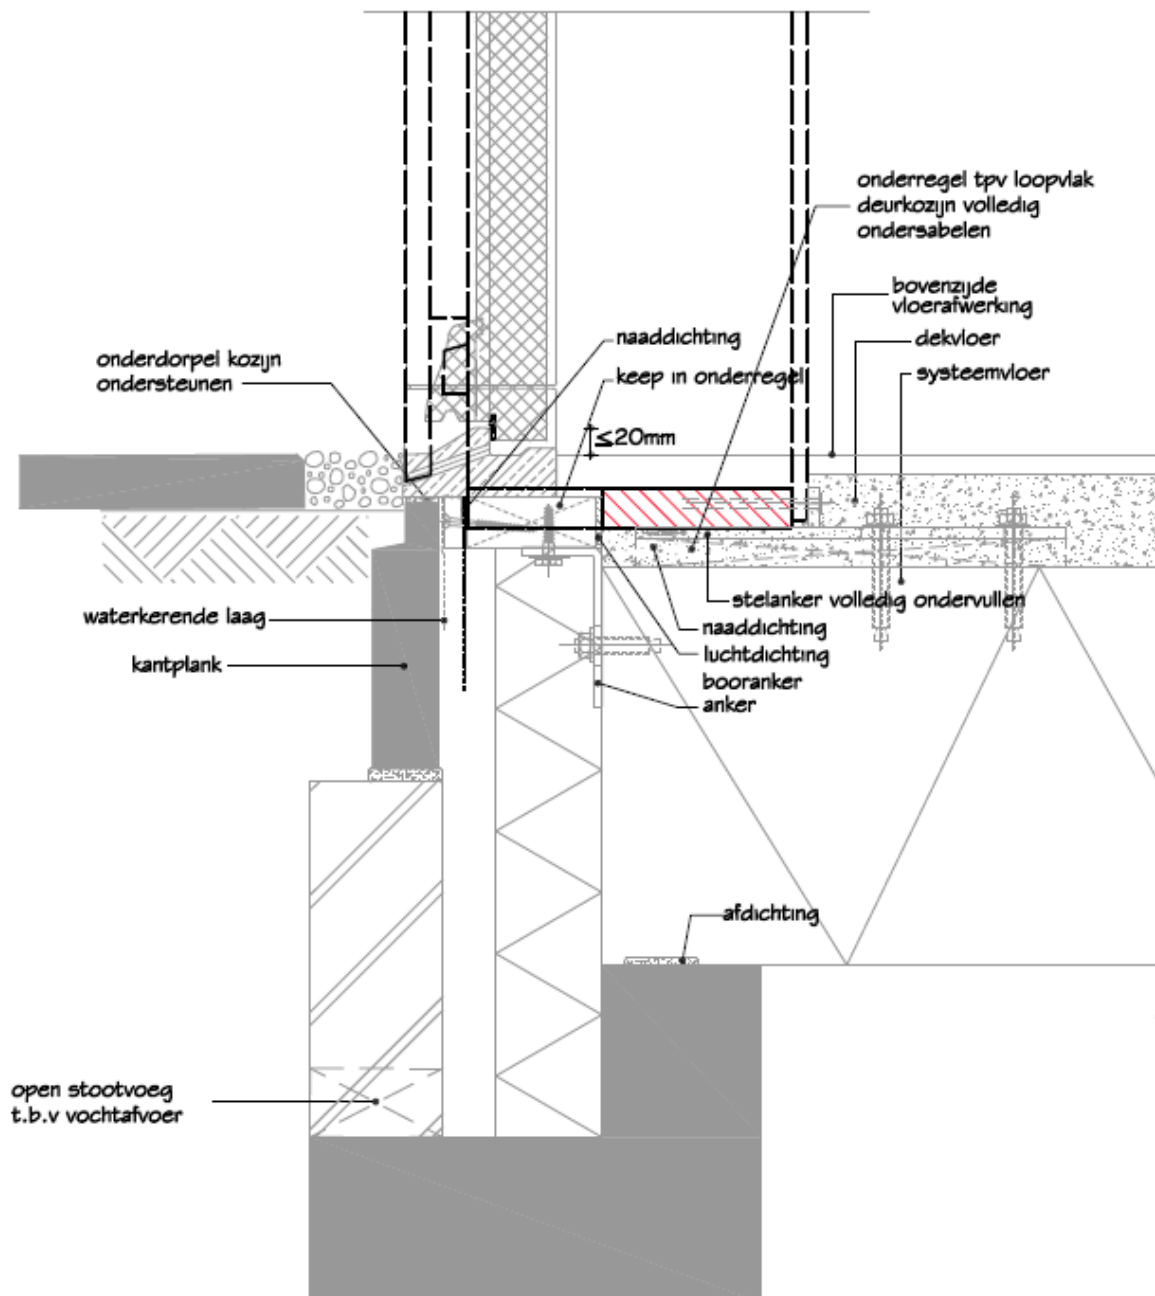 onderregel tpv loopvlak
deurkozijn volledig
ondersabelen
bovenzijde
vloerafwerking
naaddichting
dekvloer
onderdorpel kozijn
ondersteunen
keep in onderregel
systeemvloer
≤20mm
stelanker volledig ondervullen
waterkerende laag
naaddichting
kantplank
luchtdichting
booranker
anker
afdichting
open stootvoeg
t.b.v vochtafvoer